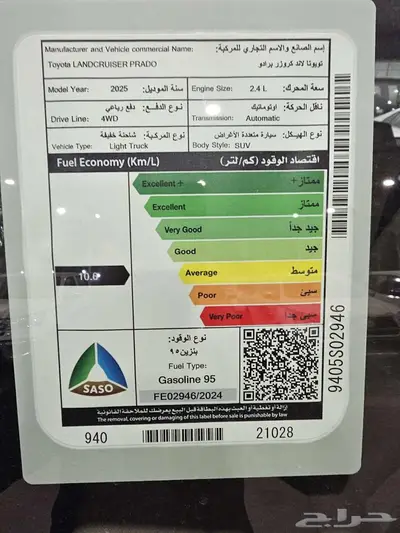 Manufacturer and Vehicle commercial Name: إسم الصانع والاسم التجاري للمركبة:
Toyota LANDCRUISER PRADO تويوتا لاند كروزر برادو
Model Year: 2025 سنة الموديل: Engine Size: 2.4 L سعة المحرك:
نوع الدفع: دفع رباعي ناقل الحركة: اوتوماتيك
Drive Line: 4WD Transmission: Automatic
نوع المركبة: شاحنة خفيفة نوع الهيكل: سيارة متعددة الأغراض
Vehicle Type: Light Truck Body Style: SUV
Fuel Economy (Km/L) اقتصاد الوقود (كم/لتر)
Excellent + ممتاز+
Excellent ممتاز
Very Good جيد جداً
Good جيد
10.6 Average متوسط
Poor سيئ
Very Poor سيئ جداً
نوع الوقود:
بنزين ٩٥
Fuel Type:
Gasoline 95
FE02946/2024
SASO
إزالة أو تغطية أو العبث بهذه البطاقة قبل البيع يعرضك للملاحقة القانونية
The removal, covering or damaging of this label before sale is punishable by law
940 21028
9405S02946
حراج